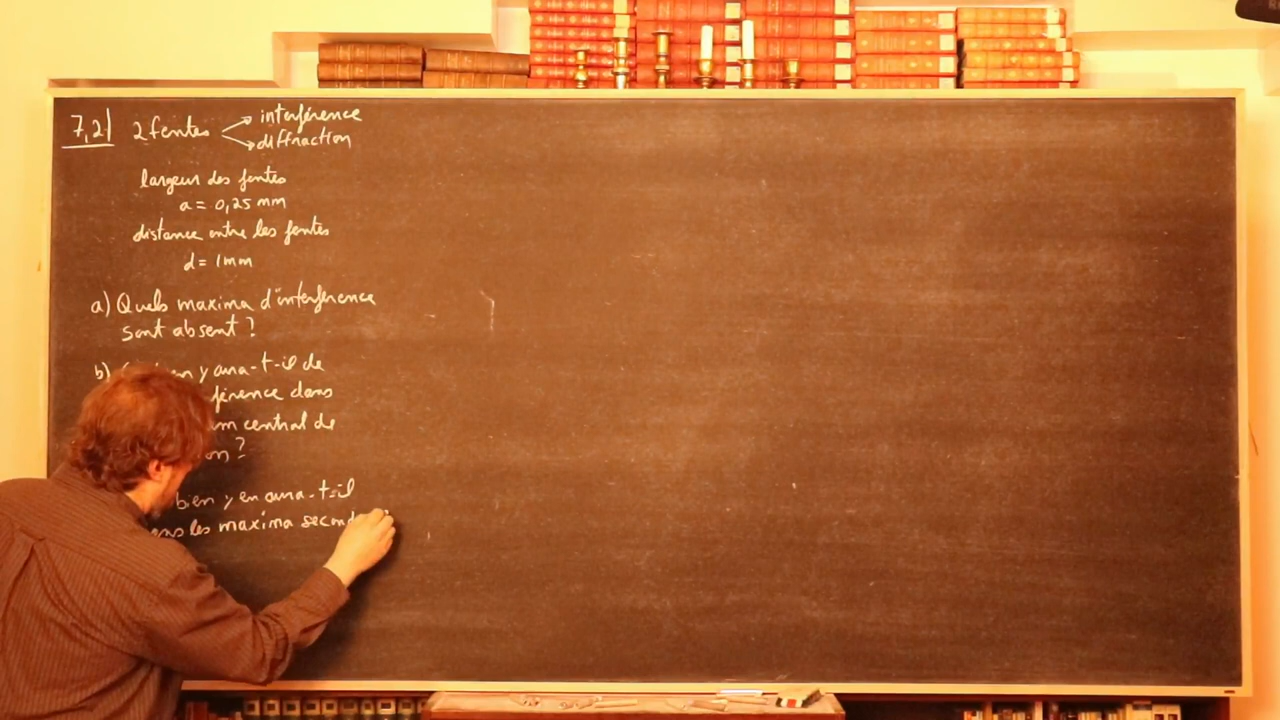 7,2 2 fentes interférence
diffraction
largeur des fentes
a = 0,25 mm
distance entre les fentes
d = 1 mm
a) Quels maxima d'interférence
sont absent ?
b) y aura-t-il de
férence dans
central de
?
bien y en aura-t-il
les maxima